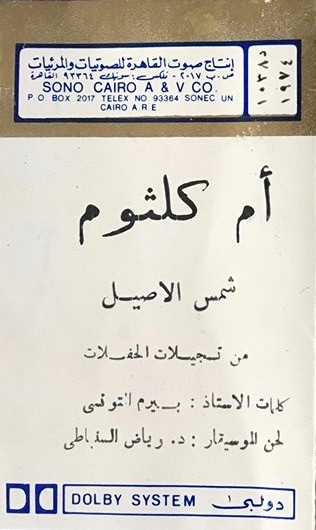 إنتاج صوت القاهرة للصوتيات والمرئيات
ص.ب ٢٠١٧ - تلكس: سونيك ٩٣٣٦٤ القاهرة
SONO CAIRO A & V CO.
P.O. BOX 2017 TELEX NO 93364 SONEC UN
CAIRO A R E
١٠٣٨٥
١٩٧٤
أم كلثوم
شمس الاصيل
من تسجيلات الحفلات
كلمات الاستاذ : بيرم التونسى
لحن الموسيقار : د. رياض السنباطى
DOLBY SYSTEM دولبى